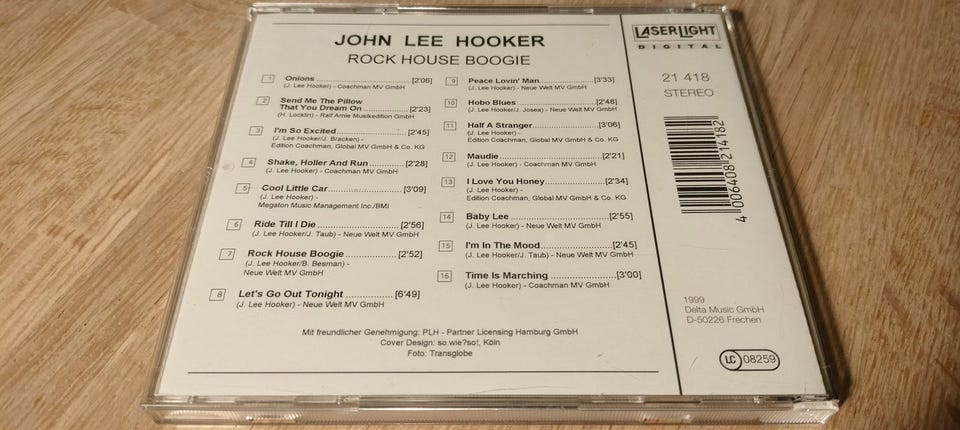 JOHN LEE HOOKER
ROCK HOUSE BOOGIE
1 Onions [2'06]
(J. Lee Hooker) - Coachman MV GmbH
2 Send Me The Pillow
That You Dream On [2'23]
(H. Locklin) - Ralf Arnie Musikedition GmbH
3 I'm So Excited [2'45]
(J. Lee Hooker/J. Bracken) -
Edition Coachman, Global MV GmbH & Co. KG
4 Shake, Holler And Run [2'28]
(J. Lee Hooker) - Coachman MV GmbH
5 Cool Little Car [3'09]
(J. Lee Hooker) -
Megaton Music Management Inc./BMI
6 Ride Till I Die [2'56]
(J. Lee Hooker/J. Taub) - Neue Welt MV GmbH
7 Rock House Boogie [2'52]
(J. Lee Hooker/B. Besman) -
Neue Welt MV GmbH
8 Let's Go Out Tonight [6'49]
(J. Lee Hooker) - Neue Welt MV GmbH
9 Peace Lovin' Man [3'33]
(J. Lee Hooker) - Neue Welt MV GmbH
10 Hobo Blues [2'48]
(J. Lee Hooker/J. Josea) - Neue Welt MV GmbH
11 Half A Stranger [3'06]
(J. Lee Hooker) -
Edition Coachman, Global MV GmbH & Co. KG
12 Maudie [2'21]
(J. Lee Hooker) - Coachman MV GmbH
13 I Love You Honey [2'34]
(J. Lee Hooker) -
Edition Coachman, Global MV GmbH & Co. KG
14 Baby Lee [2'55]
(J. Lee Hooker) - Neue Welt MV GmbH
15 I'm In The Mood [2'45]
(J. Lee Hooker/J. Taub) - Neue Welt MV GmbH
16 Time Is Marching [3'00]
(J. Lee Hooker) - Coachman MV GmbH
Mit freundlicher Genehmigung: PLH - Partner Licensing Hamburg GmbH
Cover Design: so.wie?so!, Köln
Foto: Transglobe
LASERLIGHT
DIGITAL
21 418
STEREO
4 006408 214182
1999
Delta Music GmbH
D-50226 Frechen
LC 08259